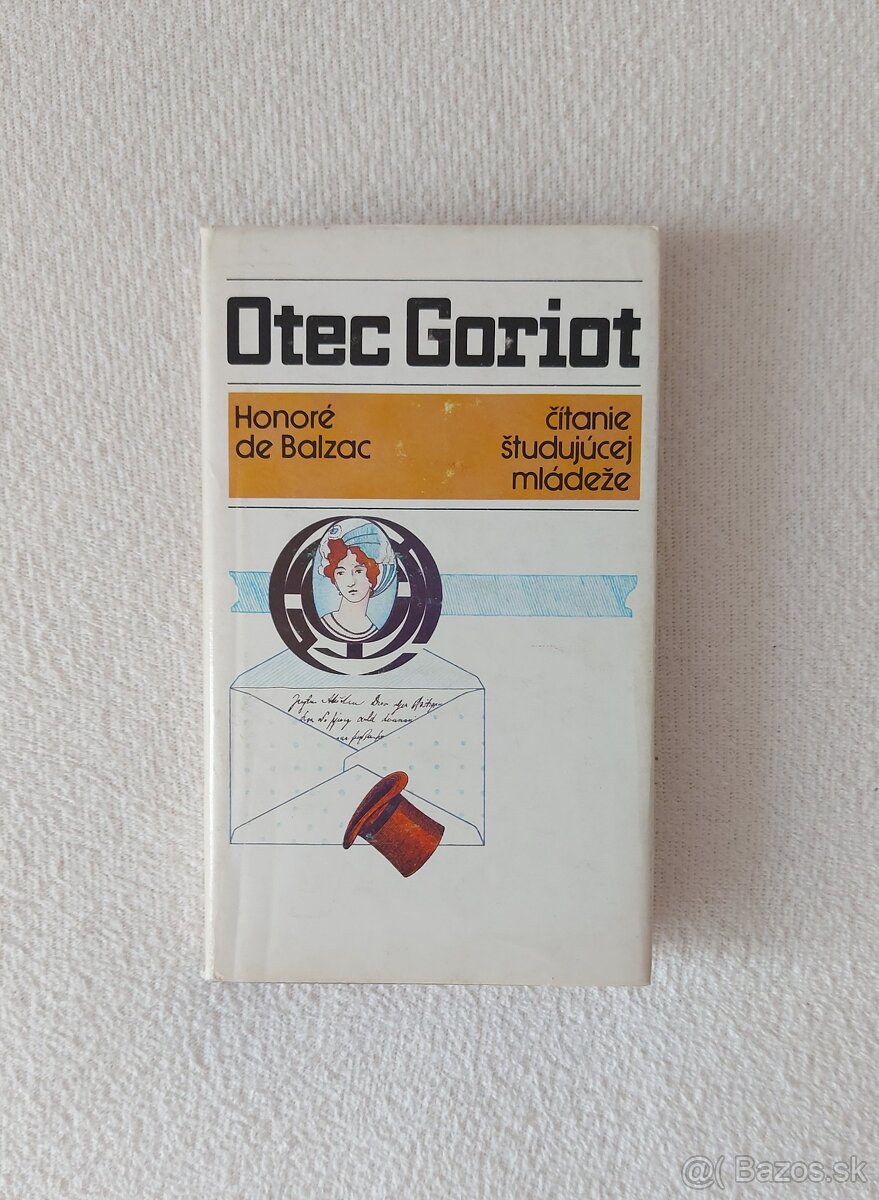 Otec Goriot
Honoré
de Balzac
čítanie
študujúcej
mládeže
@( Bazos.sk